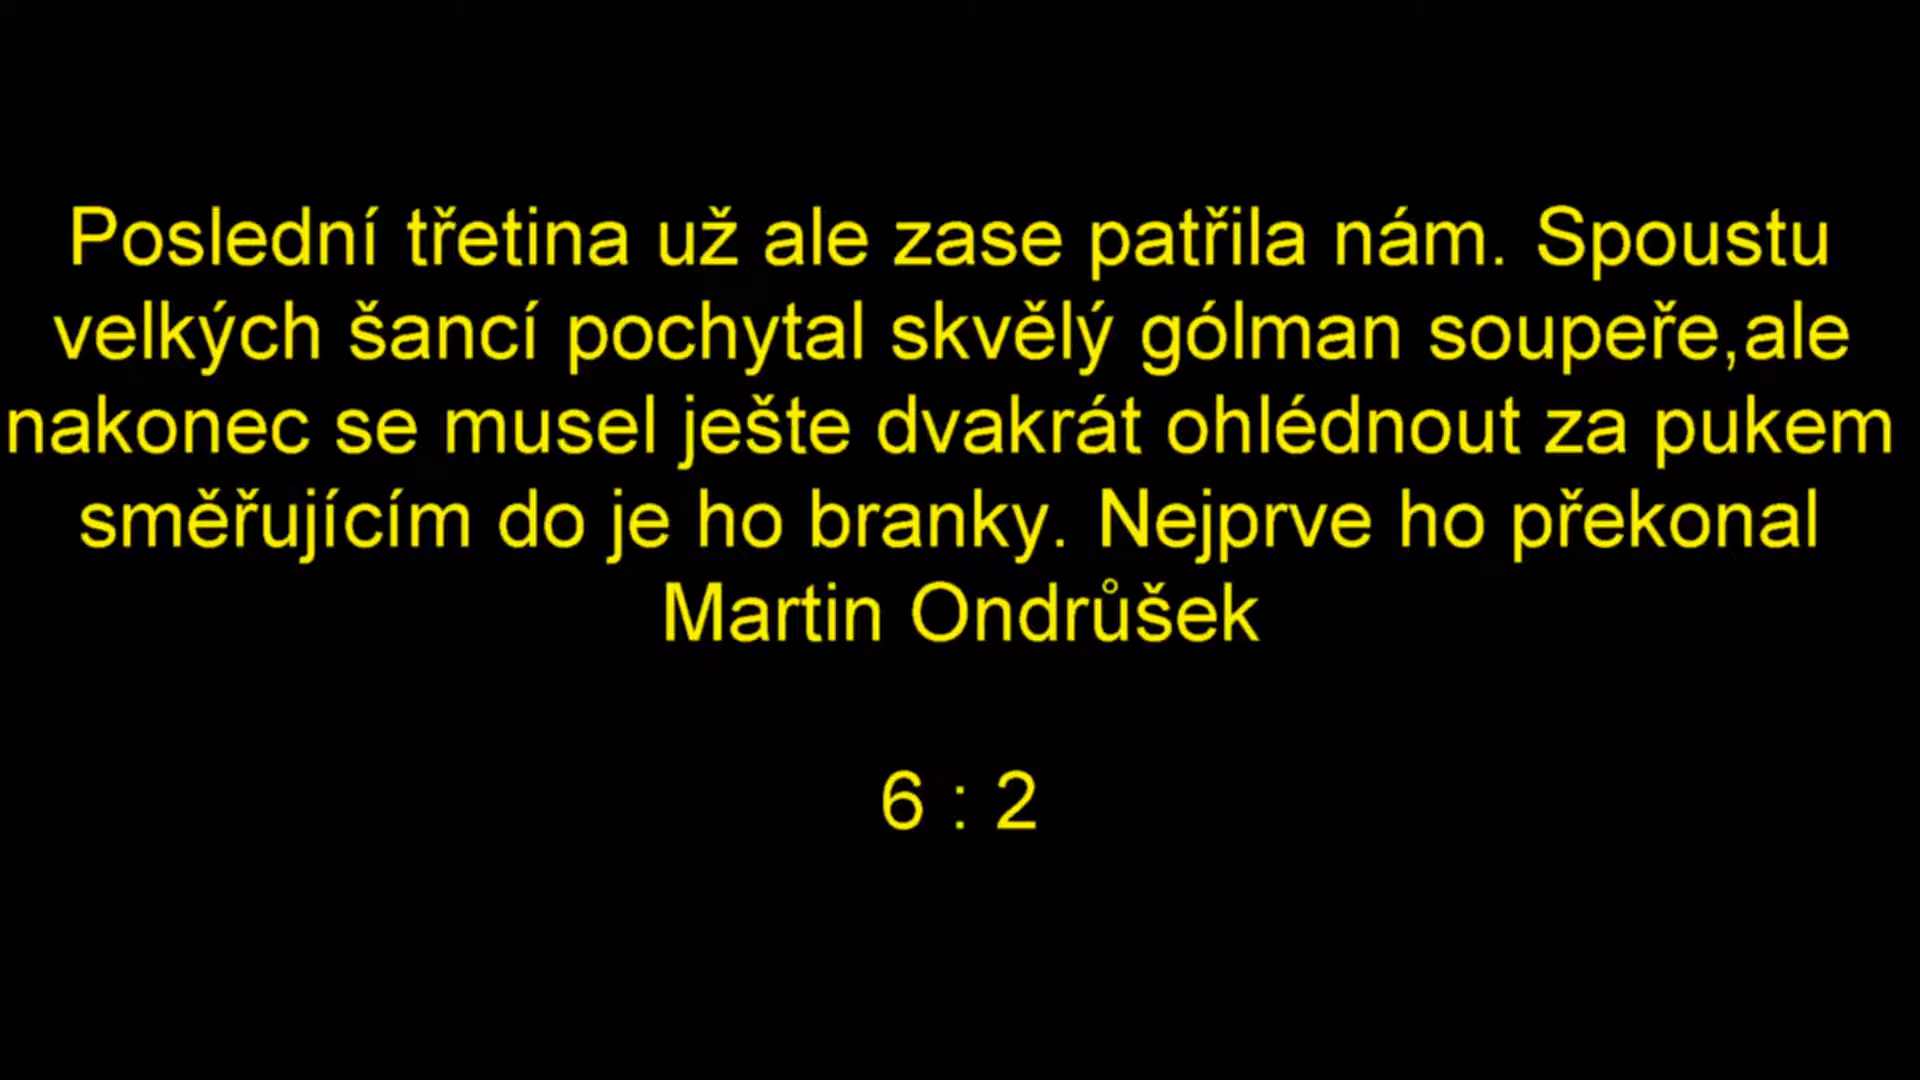 Poslední třetina už ale zase patřila nám. Spoustu
velkých šancí pochytal skvělý gólman soupeře,ale
nakonec se musel ješte dvakrát ohlédnout za pukem
směřujícím do je ho branky. Nejprve ho překonal
Martin Ondrůšek
6 : 2